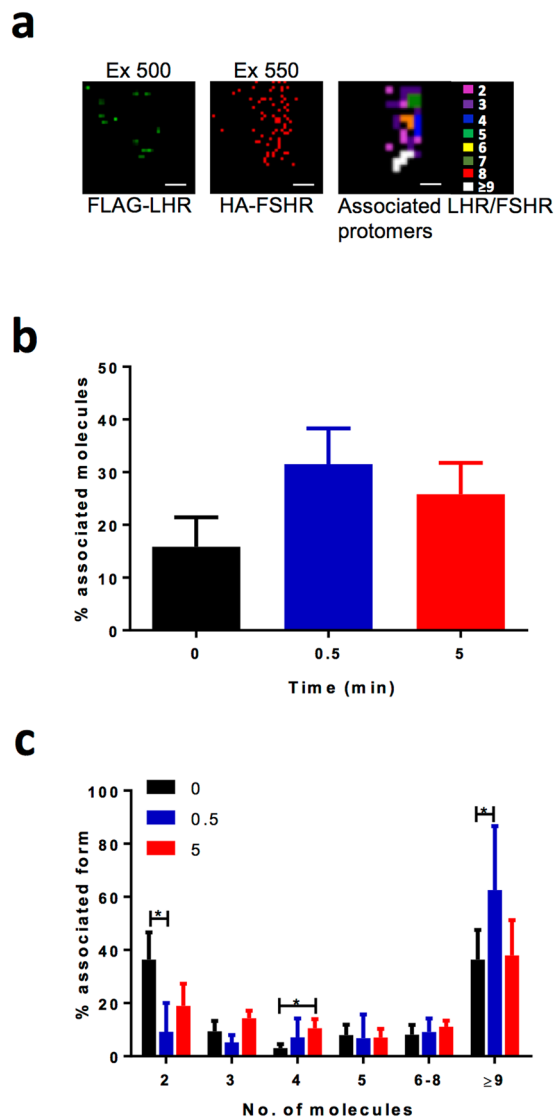 a
Ex 500
Ex 550
2
3
4
5
6
7
8
≥9
FLAG-LHR
HA-FSHR
Associated LHR/FSHR
protomers
b
% associated molecules
50
40
30
20
10
0
0
0.5
5
Time (min)
c
0
0.5
5
% associated form
100
80
60
40
20
0
*
*
*
2
3
4
5
6-8
≥9
No. of molecules